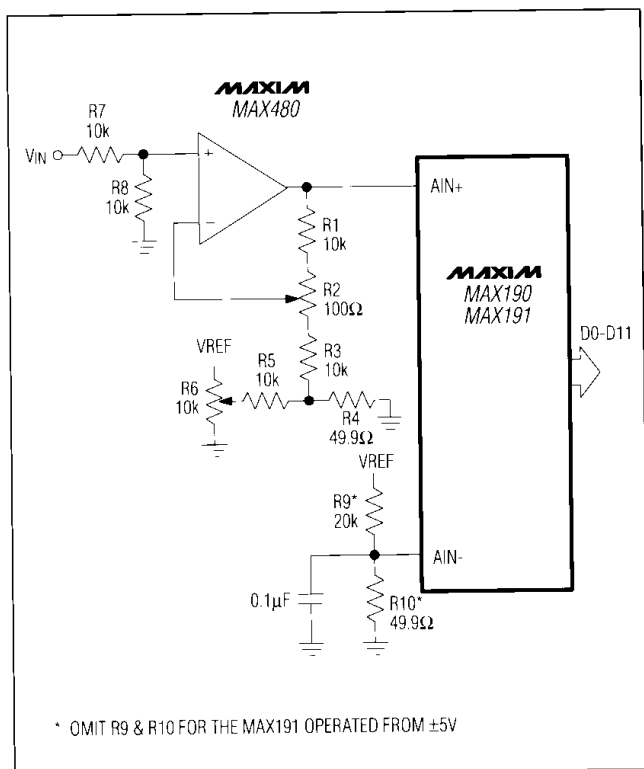 MAXIM
MAX480
R7
10k
VIN
R8
10k
+
−
R1
10k
R2
100Ω
R3
10k
VREF
R6
10k
R5
10k
R4
49.9Ω
AIN+
MAXIM
MAX190
MAX191
D0-D11
VREF
R9*
20k
AIN-
0.1µF
R10*
49.9Ω
* OMIT R9 & R10 FOR THE MAX191 OPERATED FROM ±5V